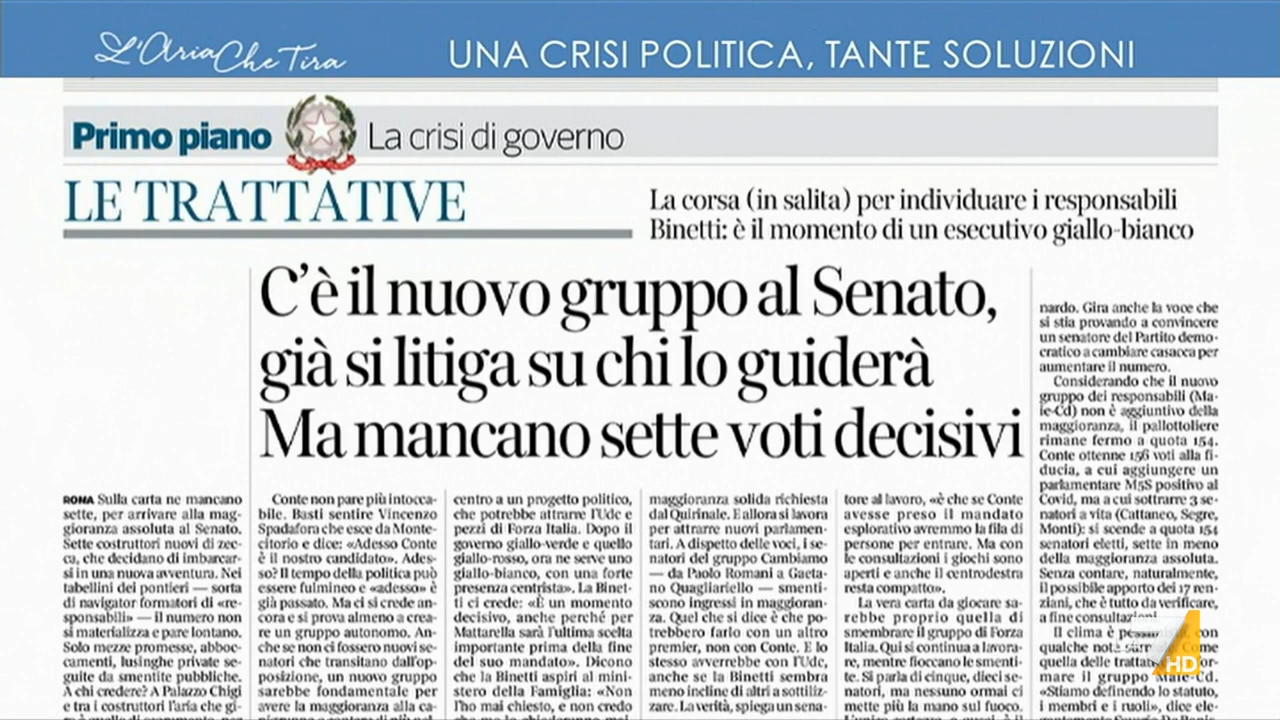 L'Aria Che Tira
UNA CRISI POLITICA, TANTE SOLUZIONI
Primo piano La crisi di governo
LE TRATTATIVE
La corsa (in salita) per individuare i responsabili
Binetti: è il momento di un esecutivo giallo-bianco
C'è il nuovo gruppo al Senato,
già si litiga su chi lo guiderà
Ma mancano sette voti decisivi
ROMA Sulla carta ne mancano
sette, per arrivare alla mag-
gioranza assoluta al Senato.
Sette costruttori nuovi di zec-
ca, che decidano di imbarcar-
si in una nuova avventura. Nei
tabellini dei pontieri — sorta
di navigator formatori di «re-
sponsabili» — il numero non
si materializza e pare lontano.
Solo mezze promesse, abboc-
camenti, lusinghe private se-
guite da smentite pubbliche.
A chi credere? A Palazzo Chigi
e tra i costruttori l'aria che gi-
Conte non pare più intocca-
bile. Basti sentire Vincenzo
Spadafora che esce da Monte-
citorio e dice: «Adesso Conte
è il nostro candidato». Ades-
so? Il tempo della politica può
essere fulmineo e «adesso» è
già passato. Ma ci si crede an-
cora e si prova almeno a crea-
re un gruppo autonomo. An-
che se non ci fossero nuovi se-
natori che transitano dall'op-
posizione, un nuovo gruppo
sarebbe fondamentale per
avere la maggioranza alla ca-
centro a un progetto politico,
che potrebbe attrarre l'Udc e
pezzi di Forza Italia. Dopo il
governo giallo-verde e quello
giallo-rosso, ora ne serve uno
giallo-bianco, con una forte
presenza centrista». La Binet-
ti ci crede: «È un momento
decisivo, anche perché per
Mattarella sarà l'ultima scelta
importante prima della fine
del suo mandato». Dicono
che la Binetti aspiri al mini-
stero della Famiglia: «Non
l'ho mai chiesto, e non credo
maggioranza solida richiesta
dal Quirinale. E allora si lavora
per attrarre nuovi parlamen-
tari. A dispetto delle voci, i se-
natori del gruppo Cambiamo
— da Paolo Romani a Gaeta-
no Quagliariello — smenti-
scono ingressi in maggioran-
za. Quel che si dice è che po-
trebbero farlo con un altro
premier, non con Conte. E lo
stesso avverrebbe con l'Udc,
anche se la Binetti sembra
meno incline di altri a sottiliz-
zare. La verità, spiega un sena-
tore al lavoro, «è che se Conte
avesse preso il mandato
esplorativo avremmo la fila di
persone per entrare. Ma con
le consultazioni i giochi sono
aperti e anche il centrodestra
resta compatto».
La vera carta da giocare sa-
rebbe proprio quella di
smembrare il gruppo di Forza
Italia. Qui si continua a lavora-
re, mentre fioccano le smenti-
te. Si parla di cinque, dieci se-
natori, ma nessuno ormai ci
mette più la mano sul fuoco.
nardo. Gira anche la voce che
si stia provando a convincere
un senatore del Partito demo-
cratico a cambiare casacca per
aumentare il numero.
Considerando che il nuovo
gruppo dei responsabili (Ma-
ie-Cd) non è aggiuntivo della
maggioranza, il pallottoliere
rimane fermo a quota 154.
Conte ottenne 156 voti alla fi-
ducia, a cui aggiungere un
parlamentare M5S positivo al
Covid, ma a cui sottrarre 3 se-
natori a vita (Cattaneo, Segre,
Monti): si scende a quota 154
senatori eletti, sette in meno
della maggioranza assoluta.
Senza contare, naturalmente,
il possibile apporto dei 17 ren-
ziani, che è tutto da verificare,
a fine consultazioni
Il clima è con
qualche Come
quella delle
mare il gruppo
«Stiamo definendo lo statuto,
i membri e i ruoli», dice ele-
HD